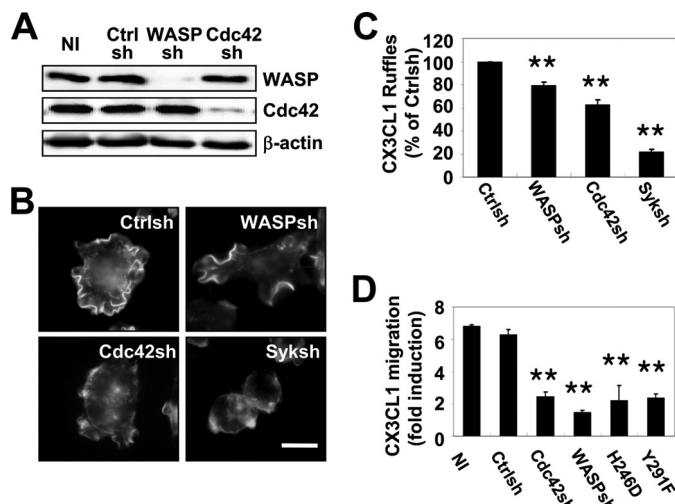 A
NI
Ctrl sh
WASP sh
Cdc42 sh
WASP
Cdc42
β-actin
B
Ctrlsh
WASPsh
Cdc42sh
Syksh
C
CX3CL1 Ruffles
(% of Ctrlsh)
120
100
80
60
40
20
0
**
**
**
Ctrlsh
WASPsh
Cdc42sh
Syksh
D
CX3CL1 migration
(fold induction)
8
6
4
2
0
**
**
**
**
NI
Ctrlsh
Cdc42sh
WASPsh
H246D
Y291F